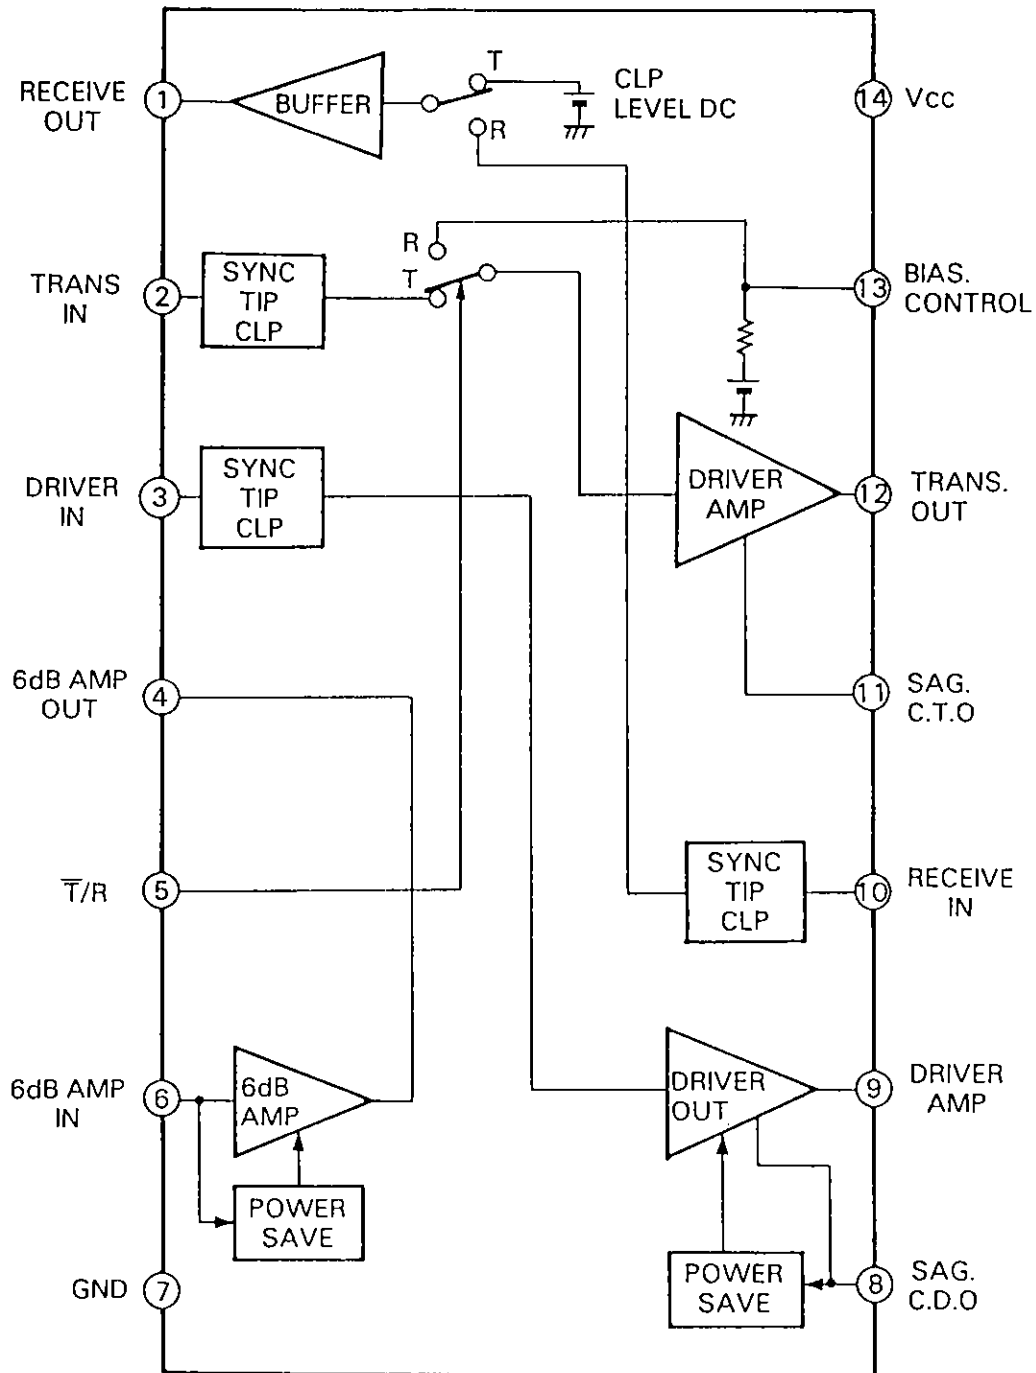 RECEIVE
OUT
1
BUFFER
T
R
CLP
LEVEL DC
14
Vcc
TRANS
IN
2
SYNC
TIP
CLP
R
T
13
BIAS.
CONTROL
DRIVER
IN
3
SYNC
TIP
CLP
DRIVER
AMP
12
TRANS.
OUT
6dB AMP
OUT
4
11
SAG.
C.T.O
T̅/R
5
SYNC
TIP
CLP
10
RECEIVE
IN
6dB AMP
IN
6
6dB
AMP
POWER
SAVE
DRIVER
OUT
9
DRIVER
AMP
GND
7
POWER
SAVE
8
SAG.
C.D.O